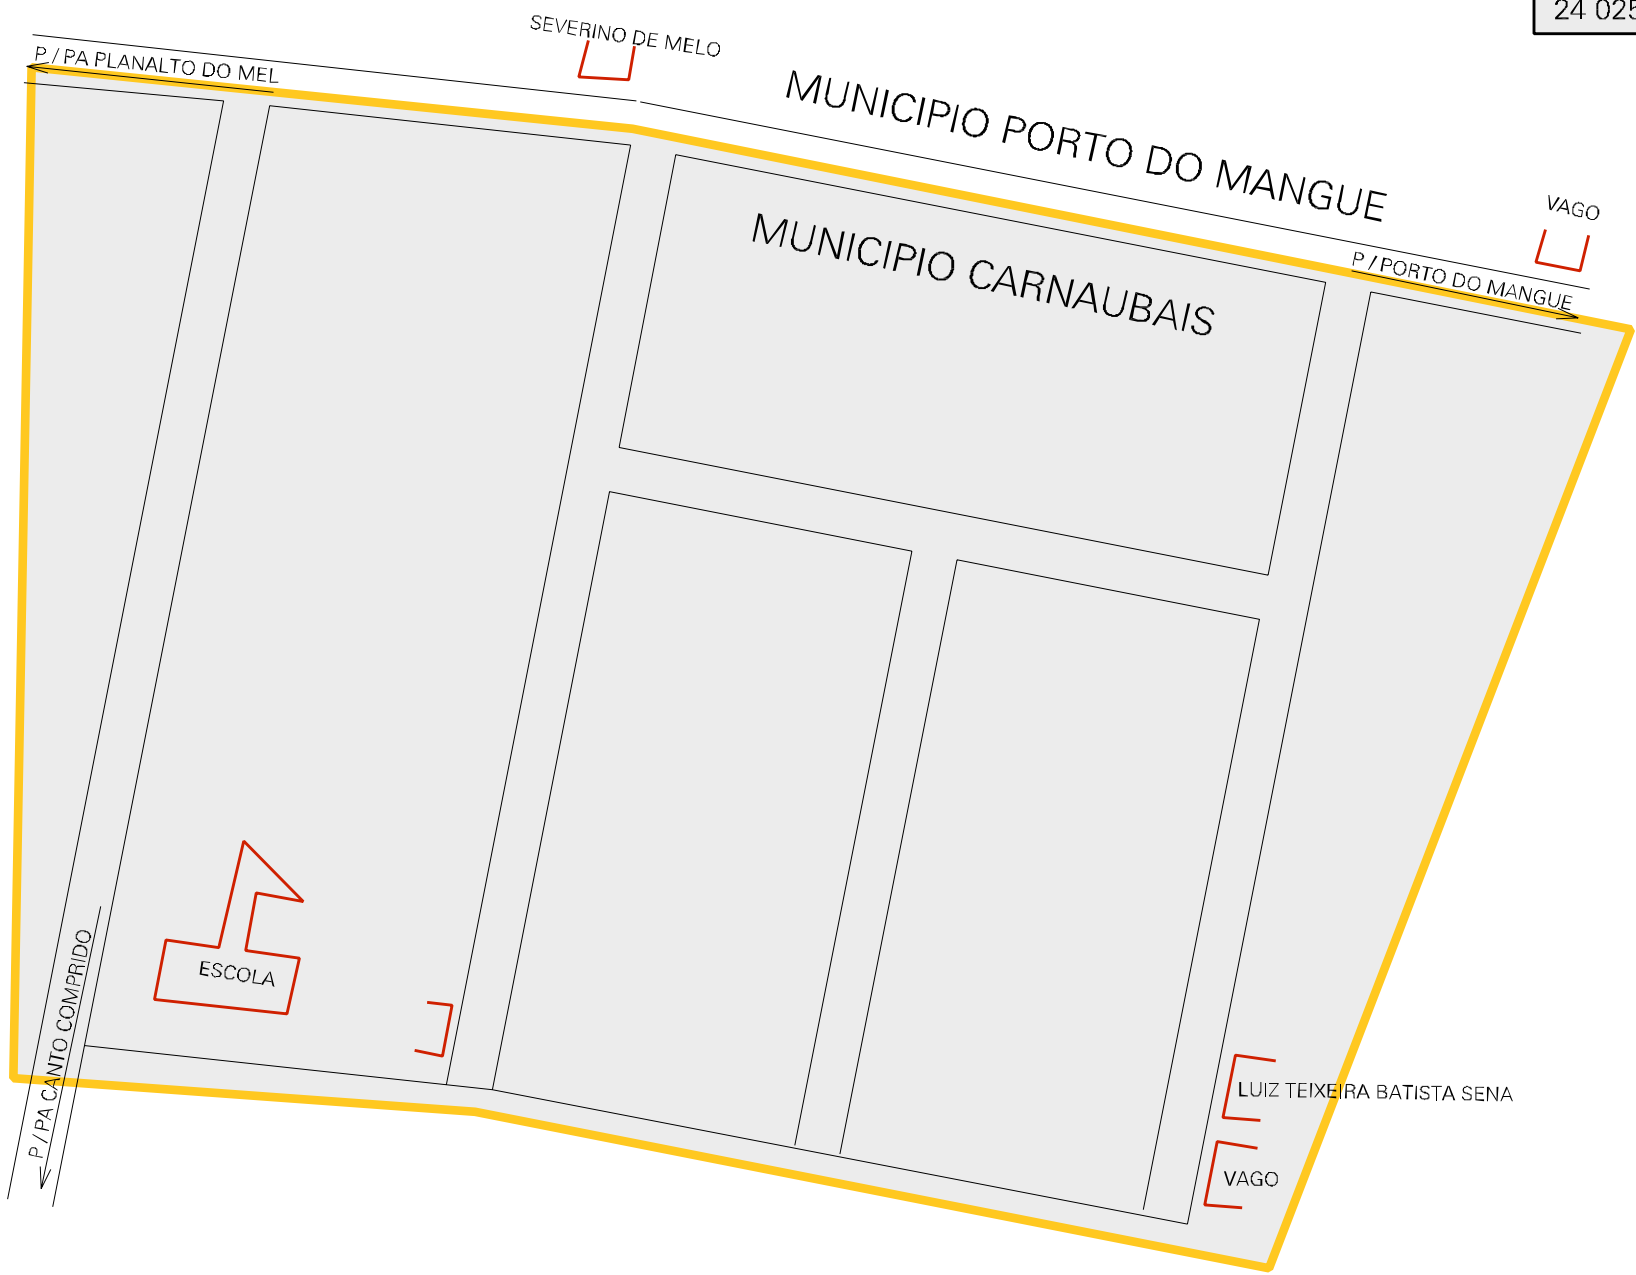 24 025
SEVERINO DE MELO
P / PA PLANALTO DO MEL
MUNICIPIO PORTO DO MANGUE
VAGO
MUNICIPIO CARNAUBAIS
P / PORTO DO MANGUE
ESCOLA
P / PA CANTO COMPRIDO
LUIZ TEIXEIRA BATISTA SENA
VAGO